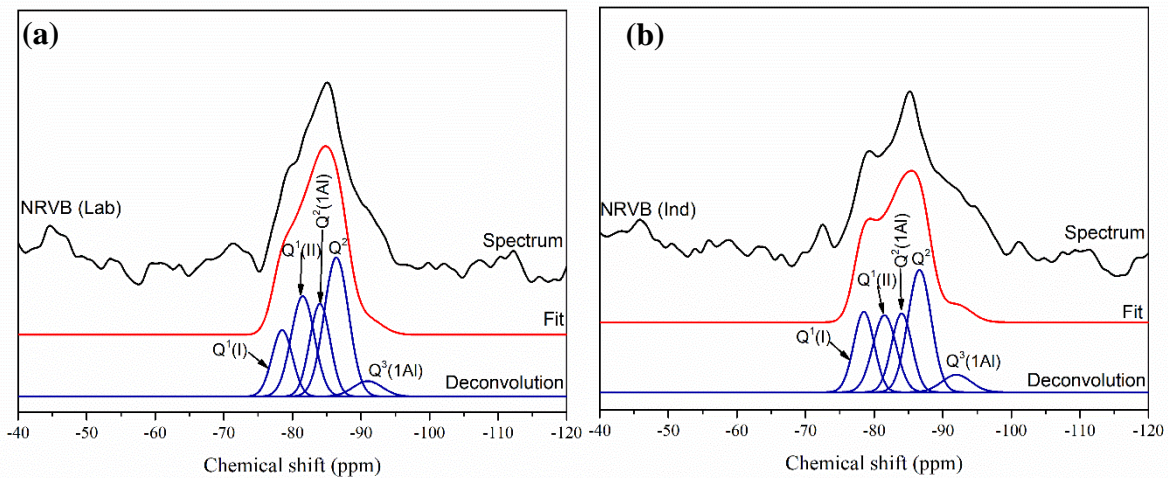 (a)
NRVB (Lab)
Spectrum
Fit
Deconvolution
Q¹(I)
Q¹(II)
Q²(1Al)
Q²
Q³(1Al)
-40 -50 -60 -70 -80 -90 -100 -110 -120
Chemical shift (ppm)
(b)
NRVB (Ind)
Spectrum
Fit
Deconvolution
Q¹(I)
Q¹(II)
Q²(1Al)
Q²
Q³(1Al)
-40 -50 -60 -70 -80 -90 -100 -110 -120
Chemical shift (ppm)